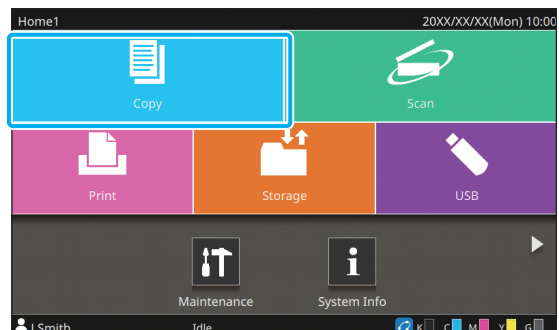 Home1 20XX/XX/XX(Mon) 10:00
Copy Scan
Print Storage USB
Maintenance System Info
J.Smith Idle K C M Y G